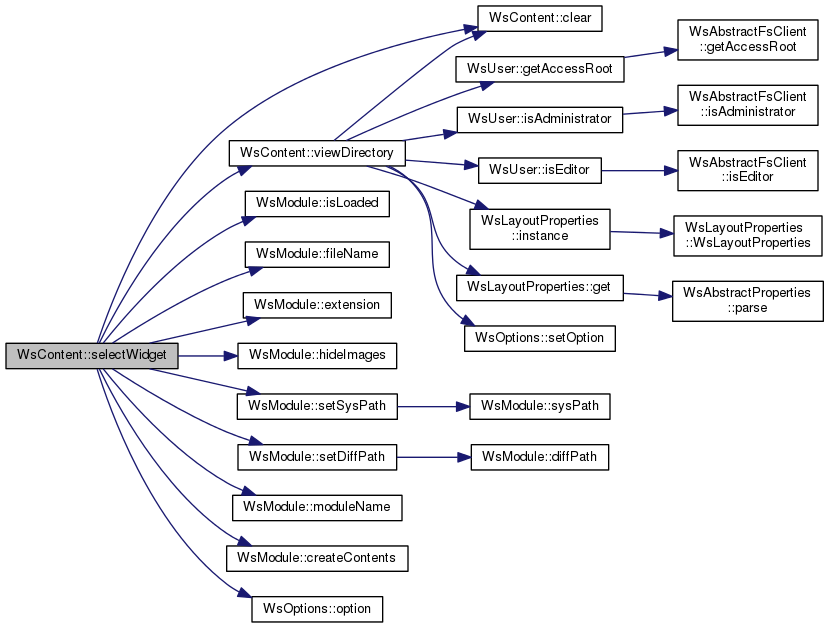 WsContent::selectWidget
WsContent::clear
WsContent::viewDirectory
WsUser::getAccessRoot
WsAbstractFsClient
::getAccessRoot
WsUser::isAdministrator
WsAbstractFsClient
::isAdministrator
WsUser::isEditor
WsAbstractFsClient
::isEditor
WsLayoutProperties
::instance
WsLayoutProperties
::WsLayoutProperties
WsLayoutProperties::get
WsAbstractProperties
::parse
WsOptions::setOption
WsModule::isLoaded
WsModule::fileName
WsModule::extension
WsModule::hideImages
WsModule::setSysPath
WsModule::sysPath
WsModule::setDiffPath
WsModule::diffPath
WsModule::moduleName
WsModule::createContents
WsOptions::option